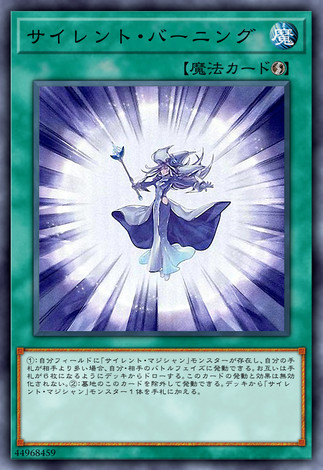 サイレント・バーニング
魔
【魔法カード】
①:自分フィールドに「サイレント・マジシャン」モンスターが存在し、自分の手
札が相手より多い場合、自分・相手のバトルフェイズに発動できる。お互いは手
札が6枚になるようにデッキからドローする。このカードの発動と効果は無効
化されない。②:墓地のこのカードを除外して発動できる。デッキから「サイレン
ト・マジシャン」モンスター1体を手札に加える。
44968459